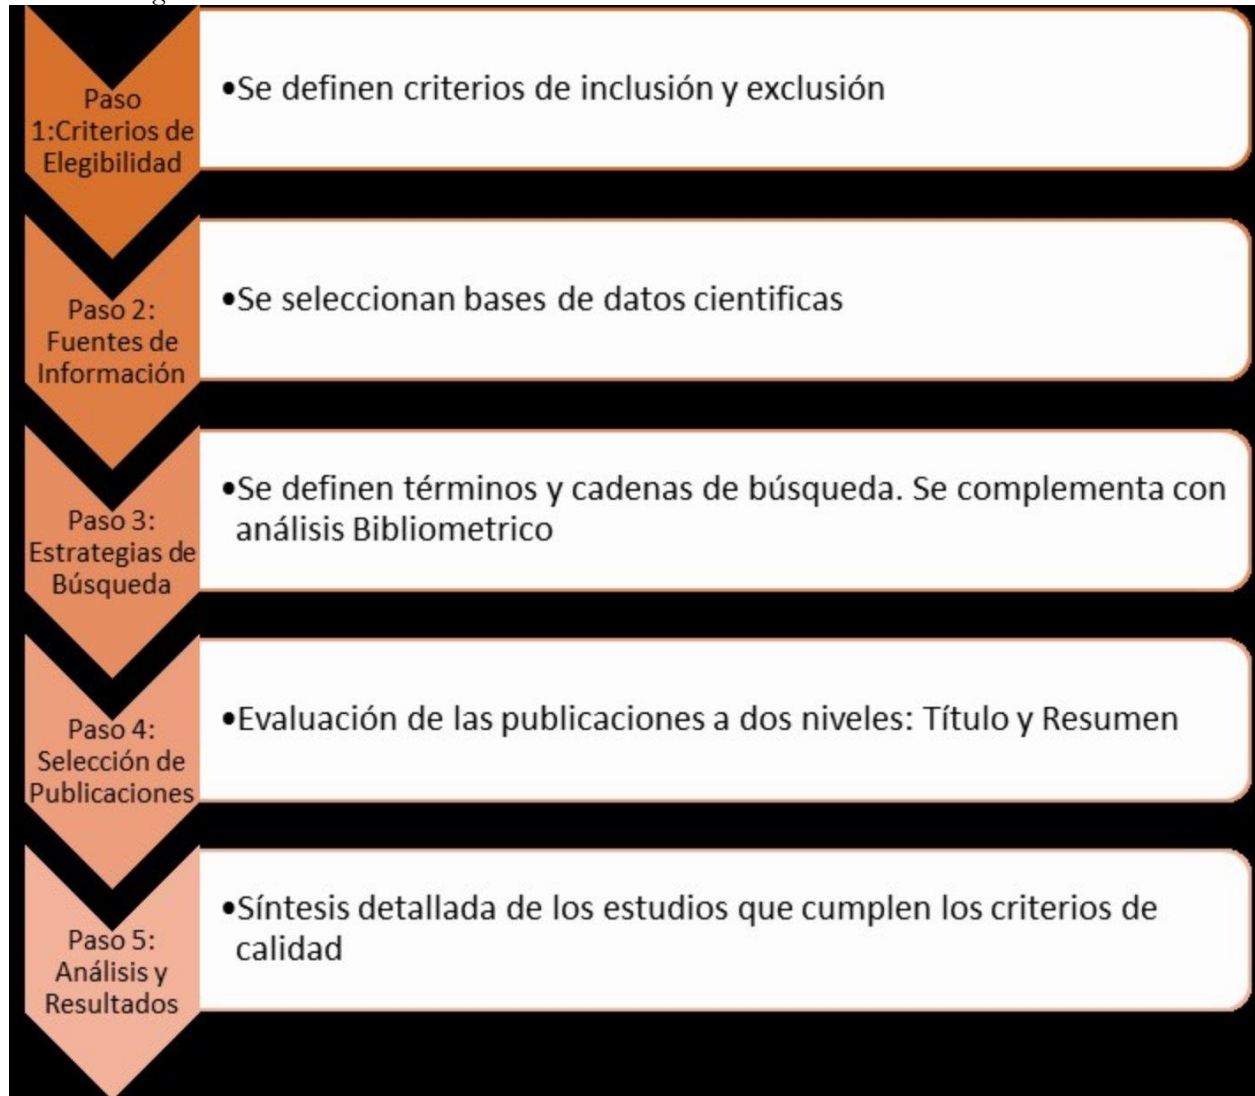 Paso
1:Criterios de
Elegibilidad
•Se definen criterios de inclusión y exclusión
Paso 2:
Fuentes de
Información
•Se seleccionan bases de datos cientificas
Paso 3:
Estrategias de
Búsqueda
•Se definen términos y cadenas de búsqueda. Se complementa con
análisis Bibliometrico
Paso 4:
Selección de
Publicaciones
•Evaluación de las publicaciones a dos niveles: Título y Resumen
Paso 5:
Análisis y
Resultados
•Síntesis detallada de los estudios que cumplen los criterios de
calidad